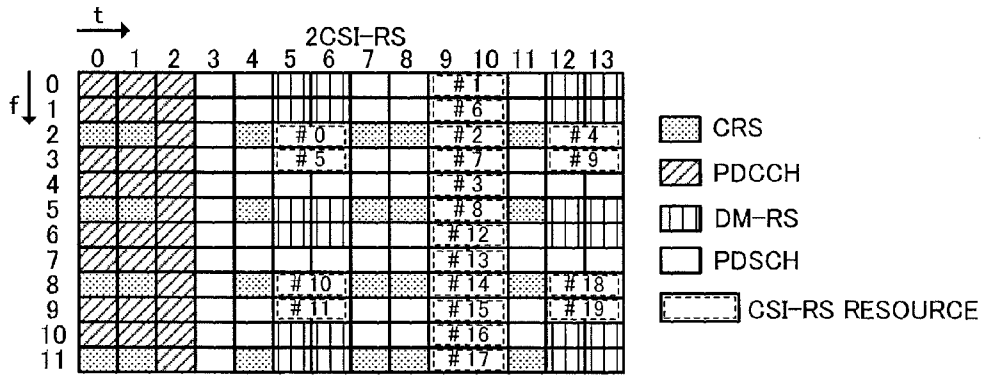 t
2CSI-RS
0 1 2 3 4 5 6 7 8 9 10 11 12 13
f
0 #1
1 #6
2 #0 #2 #4
3 #5 #7 #9
4 #3
5 #8
6 #12
7 #13
8 #10 #14 #18
9 #11 #15 #19
10 #16
11 #17
CRS
PDCCH
DM-RS
PDSCH
CSI-RS RESOURCE